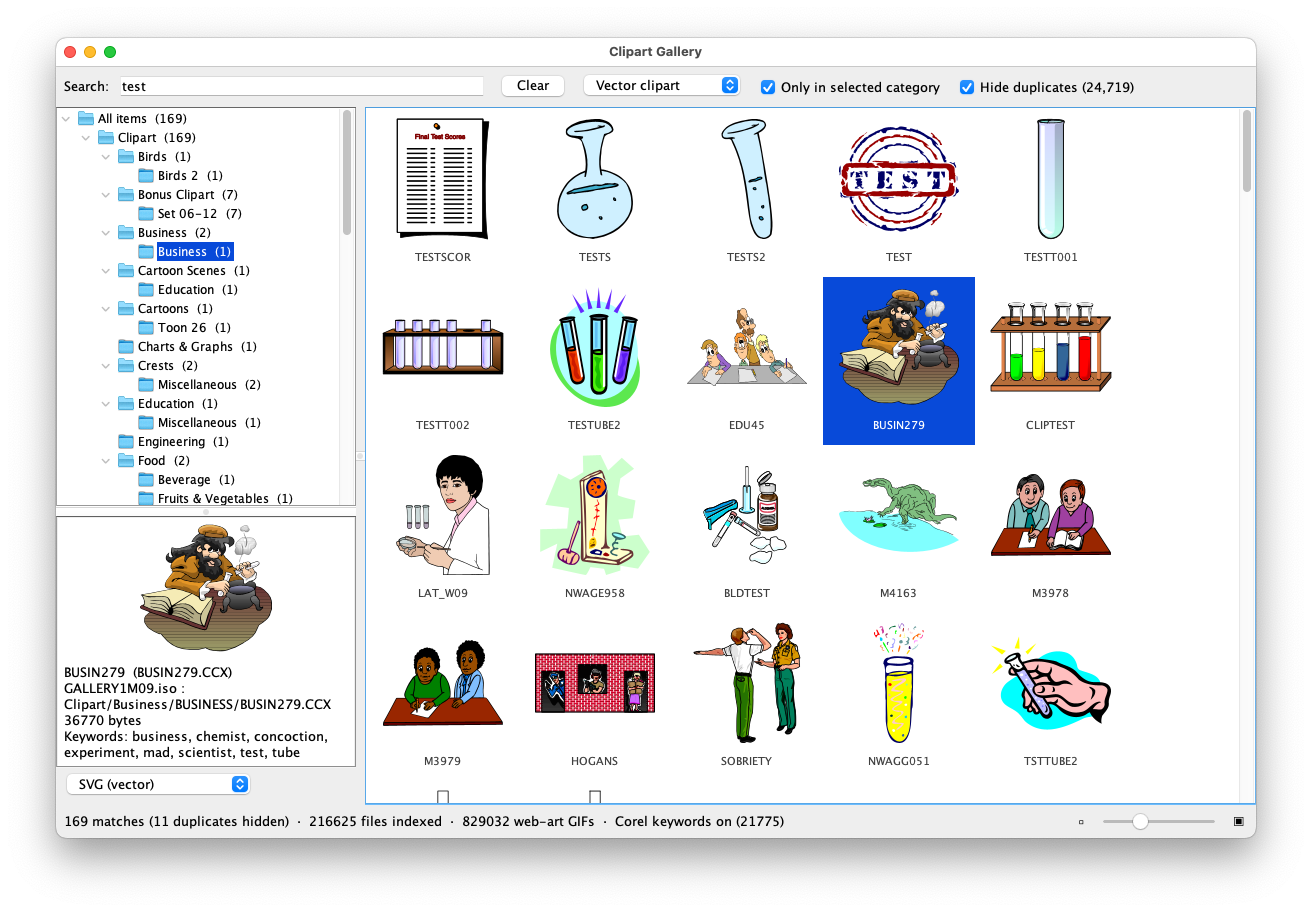 Clipart Gallery
Search: test Clear Vector clipart Only in selected category Hide duplicates (24,719)
All items (169)
Clipart (169)
Birds (1)
Birds 2 (1)
Bonus Clipart (7)
Set 06-12 (7)
Business (2)
Business (1)
Cartoon Scenes (1)
Education (1)
Cartoons (1)
Toon 26 (1)
Charts & Graphs (1)
Crests (2)
Miscellaneous (2)
Education (1)
Miscellaneous (1)
Engineering (1)
Food (2)
Beverage (1)
Fruits & Vegetables (1)
BUSIN279 (BUSIN279.CCX)
GALLERY1M09.iso :
Clipart/Business/BUSINESS/BUSIN279.CCX
36770 bytes
Keywords: business, chemist, concoction,
experiment, mad, scientist, test, tube
SVG (vector)
Final Test Scores
TEST
TESTSCOR TESTS TESTS2 TEST TESTT001
TESTT002 TESTUBE2 EDU45 BUSIN279 CLIPTEST
LAT_W09 NWAGE958 BLDTEST M4163 M3978
M3979 HOGANS SOBRIETY NWAGG051 TSTTUBE2
169 matches (11 duplicates hidden) · 216625 files indexed · 829032 web-art GIFs · Corel keywords on (21775)